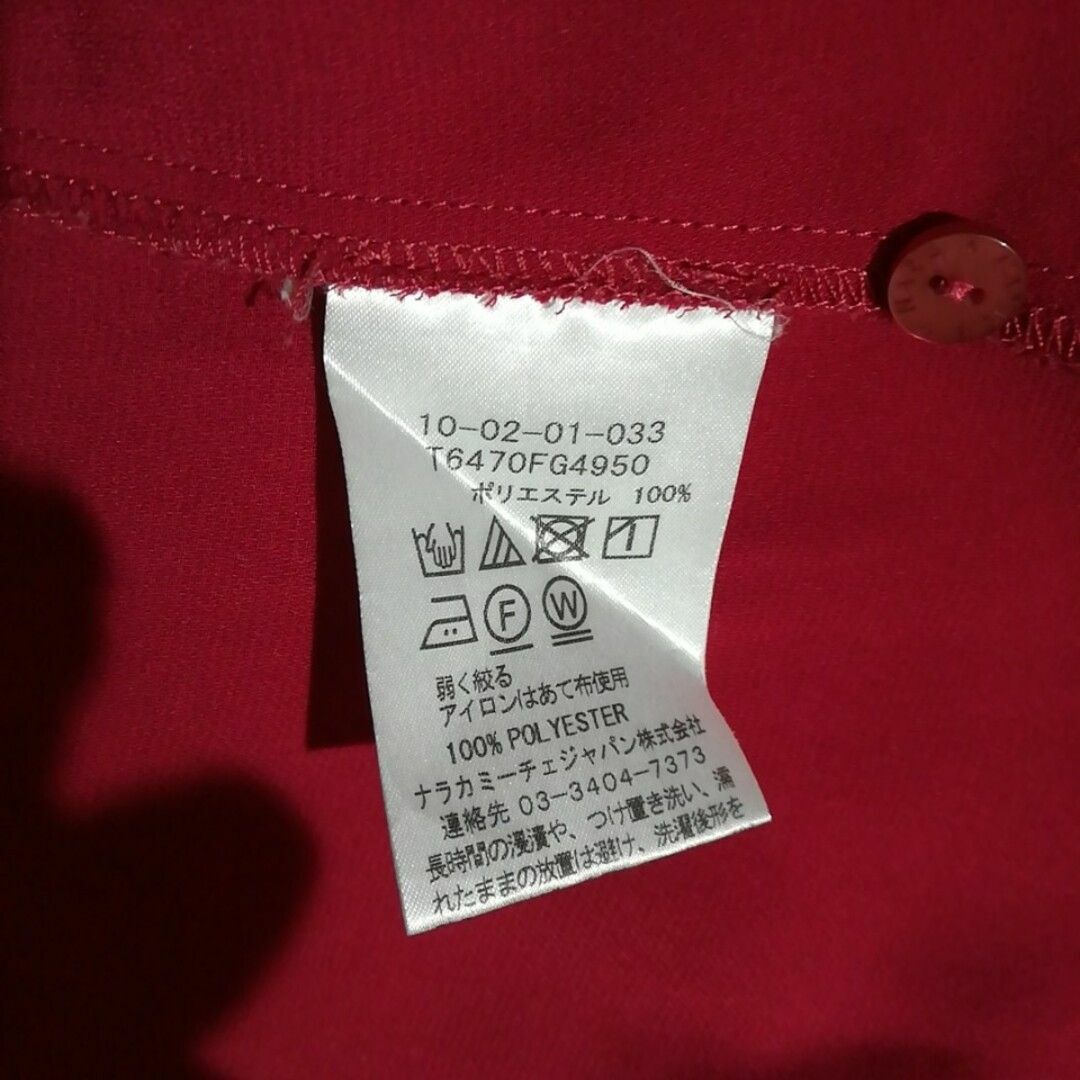 10-02-01-033
T6470FG4950
ポリエステル 100%
F W
弱く絞る
アイロンはあて布使用
100% POLYESTER
ナラカミーチェジャパン株式会社
連絡先 03-3404-7373
長時間の浸漬や、つけ置き洗い、濡
れたままの放置は避け、洗濯後形を